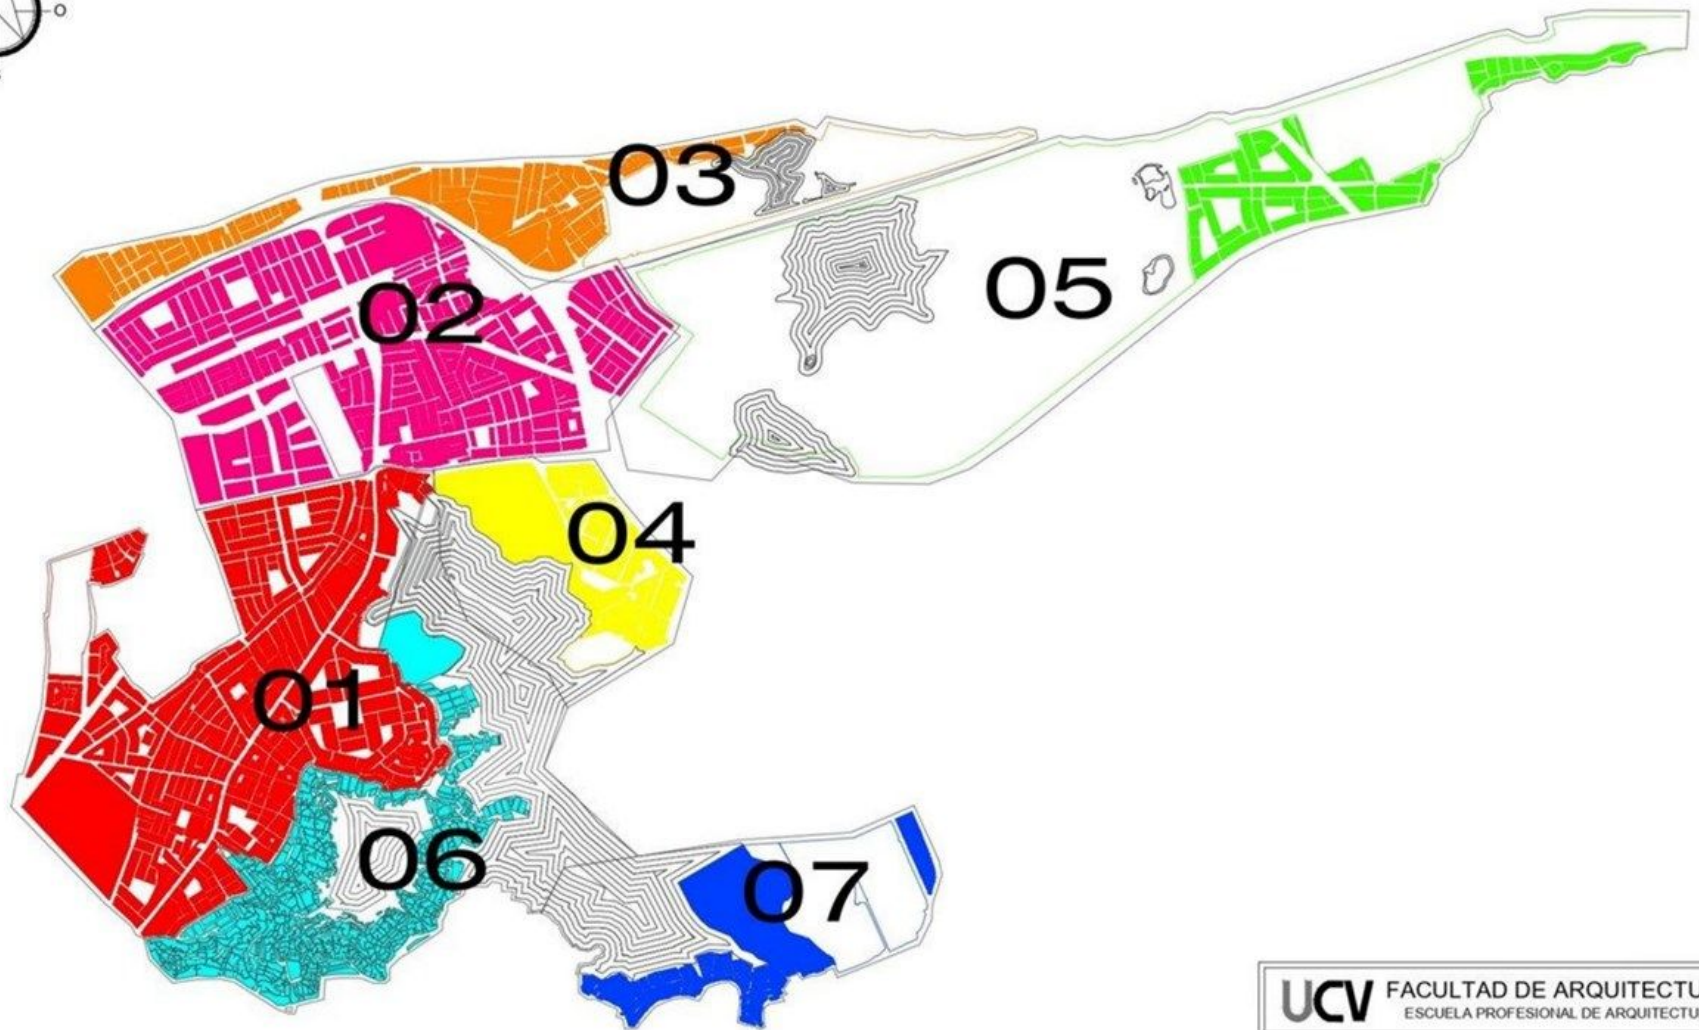 O
03
02
05
04
01
06
07
UCV FACULTAD DE ARQUITECTU
ESCUELA PROFESIONAL DE ARQUITECTU